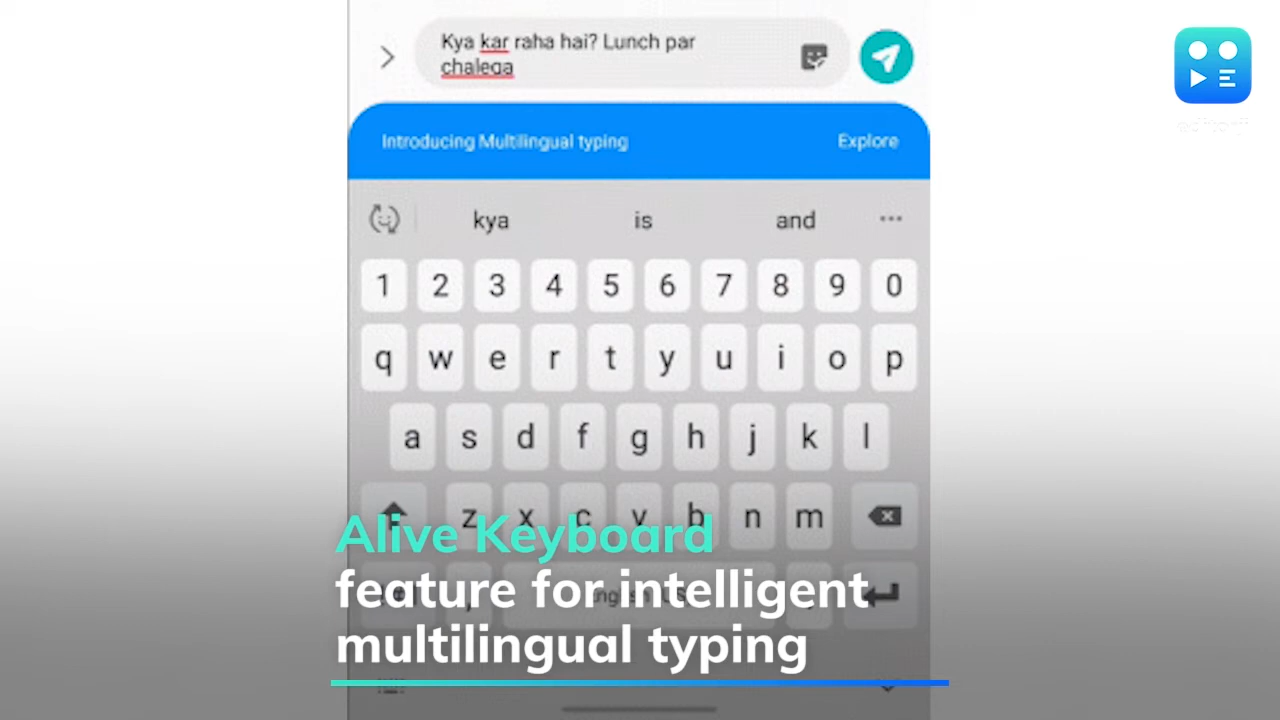 Kya kar raha hai? Lunch par
chalega
Introducing Multilingual typing
Explore
kya is and
1 2 3 4 5 6 7 8 9 0
q w e r t y u i o p
a s d f g h j k l
z x c v b n m
Alive Keyboard
feature for intelligent
multilingual typing